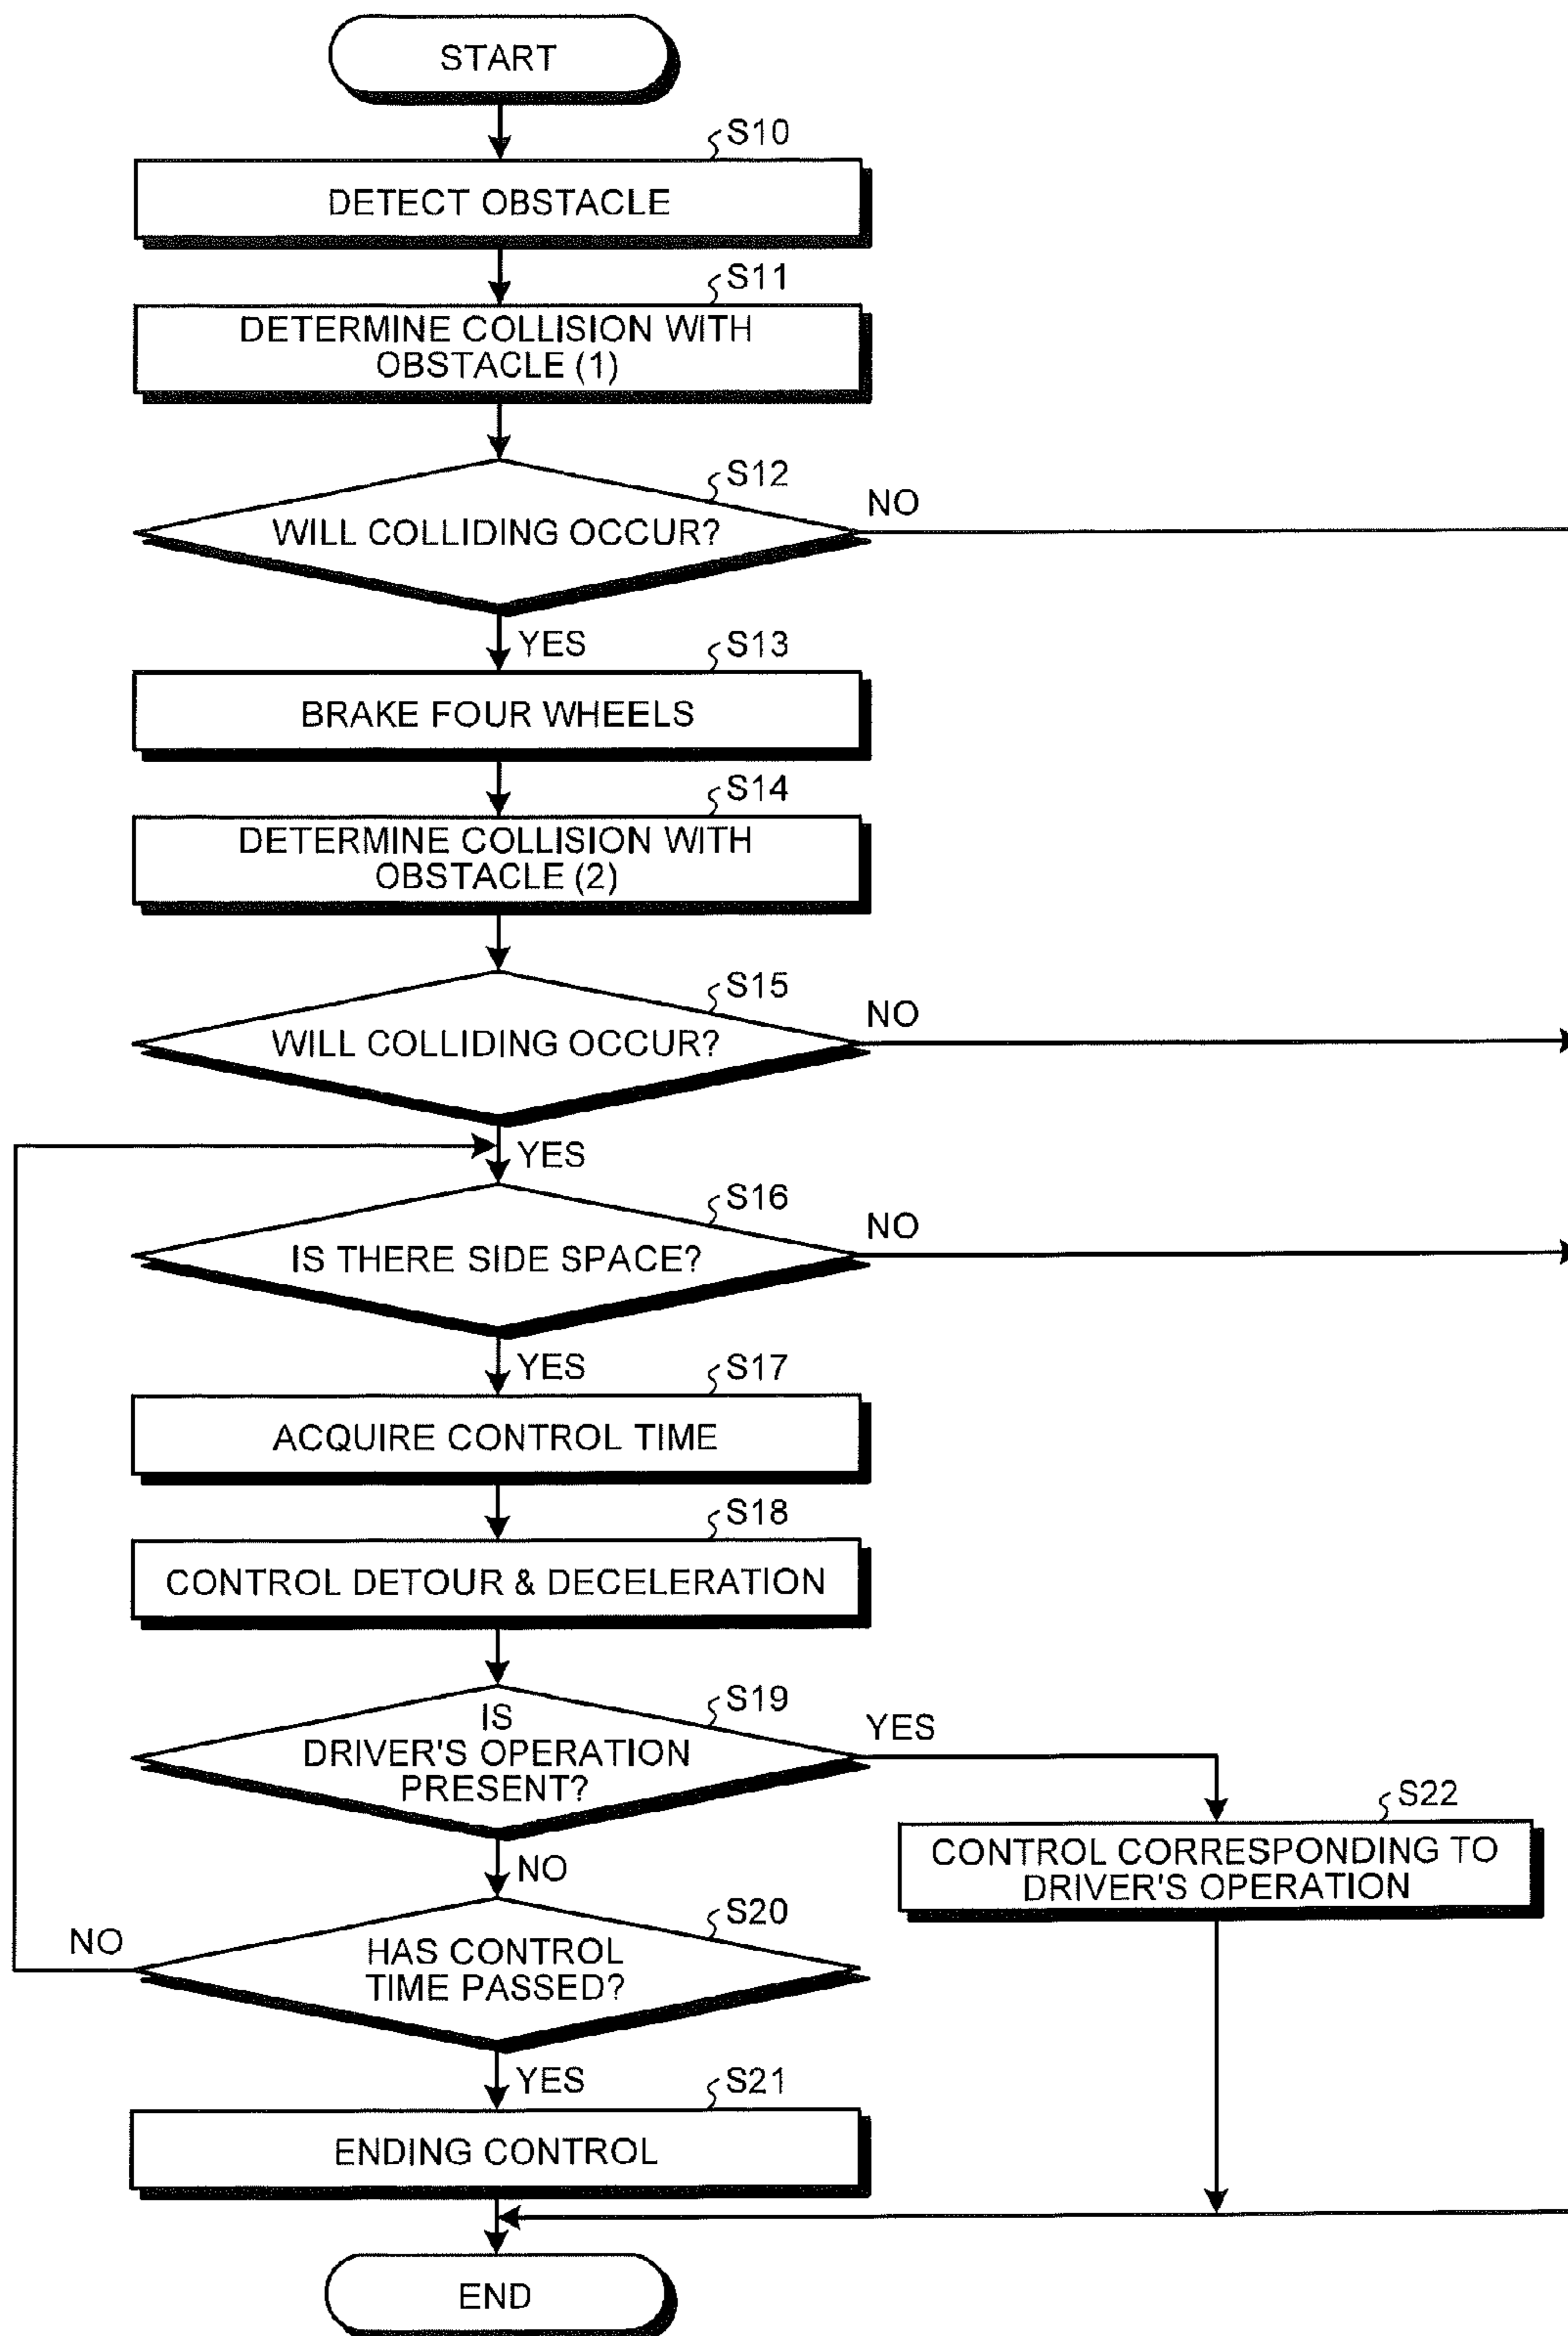 START
S10
DETECT OBSTACLE
S11
DETERMINE COLLISION WITH
OBSTACLE (1)
S12
WILL COLLIDING OCCUR?
NO
YES
S13
BRAKE FOUR WHEELS
S14
DETERMINE COLLISION WITH
OBSTACLE (2)
S15
WILL COLLIDING OCCUR?
NO
YES
S16
IS THERE SIDE SPACE?
NO
YES
S17
ACQUIRE CONTROL TIME
S18
CONTROL DETOUR & DECELERATION
S19
IS
DRIVER'S OPERATION
PRESENT?
YES
S22
CONTROL CORRESPONDING TO
DRIVER'S OPERATION
NO
S20
HAS CONTROL
TIME PASSED?
NO
YES
S21
ENDING CONTROL
END